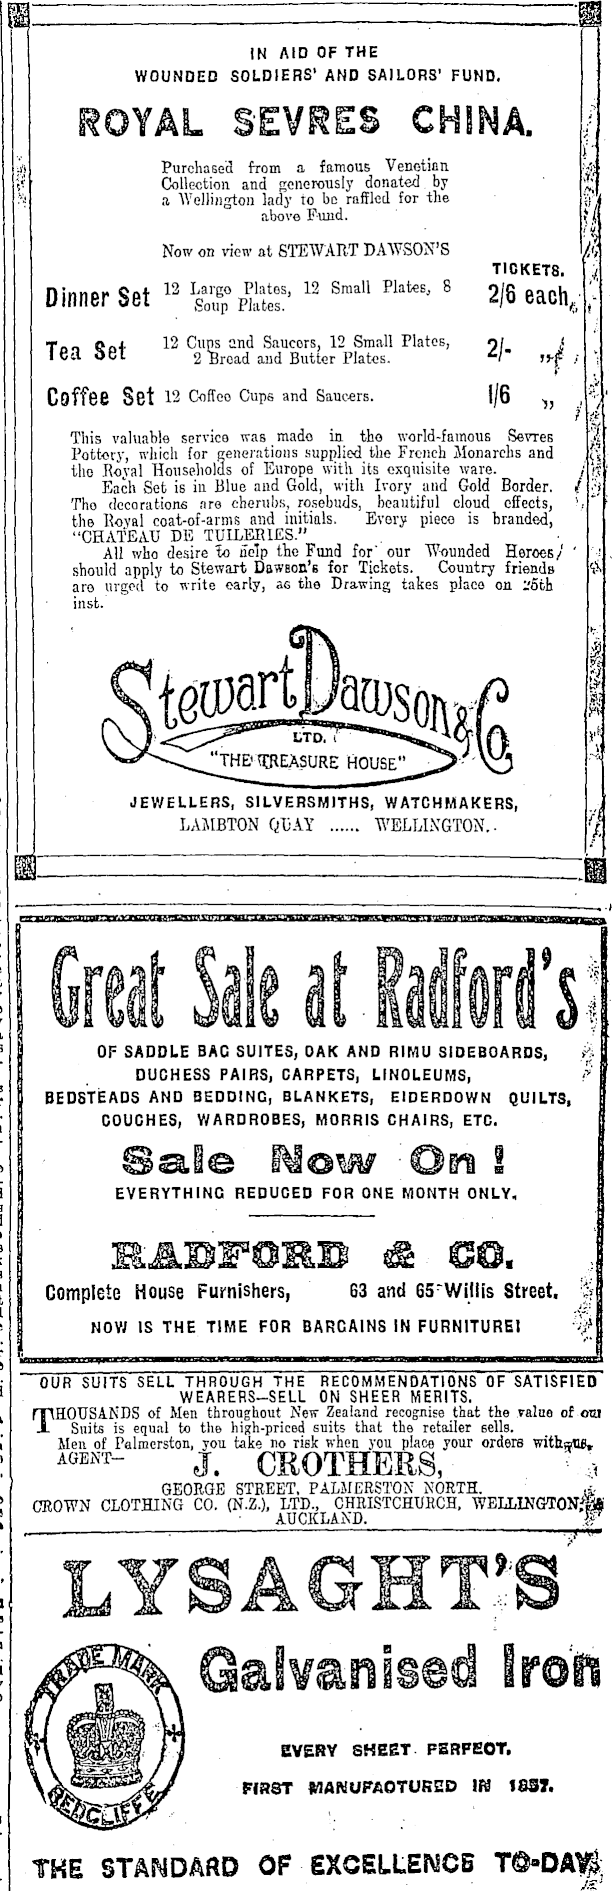 IN AID OF THE
WOUNDED SOLDIERS' AND SAILORS' FUND.
ROYAL SEVRES CHINA.
Purchased from a famous Venetian
Collection and generously donated by
a Wellington lady to be raffled for the
above Fund.
Now on view at STEWART DAWSON'S
TICKETS.
Dinner Set 12 Large Plates, 12 Small Plates, 8 2/6 each
Soup Plates.
Tea Set 12 Cups and Saucers, 12 Small Plates, 2/- ,,
2 Bread and Butter Plates.
Coffee Set 12 Coffee Cups and Saucers. 1/6 ,,
This valuable service was made in the world-famous Sevres
Pottery, which for generations supplied the French Monarchs and
the Royal Households of Europe with its exquisite ware.
Each Set is in Blue and Gold, with Ivory and Gold Border.
The decorations are cherubs, rosebuds, beautiful cloud effects,
the Royal coat-of-arms and initials. Every piece is branded,
"CHATEAU DE TUILERIES."
All who desire to help the Fund for our Wounded Heroes
should apply to Stewart Dawson's for Tickets. Country friends
are urged to write early, as the Drawing takes place on 25th
inst.
Stewart Dawson & Co.
LTD.
"THE TREASURE HOUSE"
JEWELLERS, SILVERSMITHS, WATCHMAKERS,
LAMBTON QUAY ...... WELLINGTON.
Great Sale at Radford's
OF SADDLE BAG SUITES, OAK AND RIMU SIDEBOARDS,
DUCHESS PAIRS, CARPETS, LINOLEUMS,
BEDSTEADS AND BEDDING, BLANKETS, EIDERDOWN QUILTS,
COUCHES, WARDROBES, MORRIS CHAIRS, ETC.
Sale Now On!
EVERYTHING REDUCED FOR ONE MONTH ONLY.
RADFORD & CO.
Complete House Furnishers, 63 and 65 Willis Street.
NOW IS THE TIME FOR BARGAINS IN FURNITURE!
OUR SUITS SELL THROUGH THE RECOMMENDATIONS OF SATISFIED
WEARERS—SELL ON SHEER MERITS.
THOUSANDS of Men throughout New Zealand recognise that the value of our
Suits is equal to the high-priced suits that the retailer sells.
Men of Palmerston, you take no risk when you place your orders with us.
AGENT—
J. CROTHERS,
GEORGE STREET, PALMERSTON NORTH.
CROWN CLOTHING CO. (N.Z.), LTD., CHRISTCHURCH, WELLINGTON,
AUCKLAND.
LYSAGHT'S
Galvanised Iron
TRADE MARK
REDCLIFFE
EVERY SHEET PERFECT.
FIRST MANUFACTURED IN 1857.
THE STANDARD OF EXCELLENCE TO-DAY